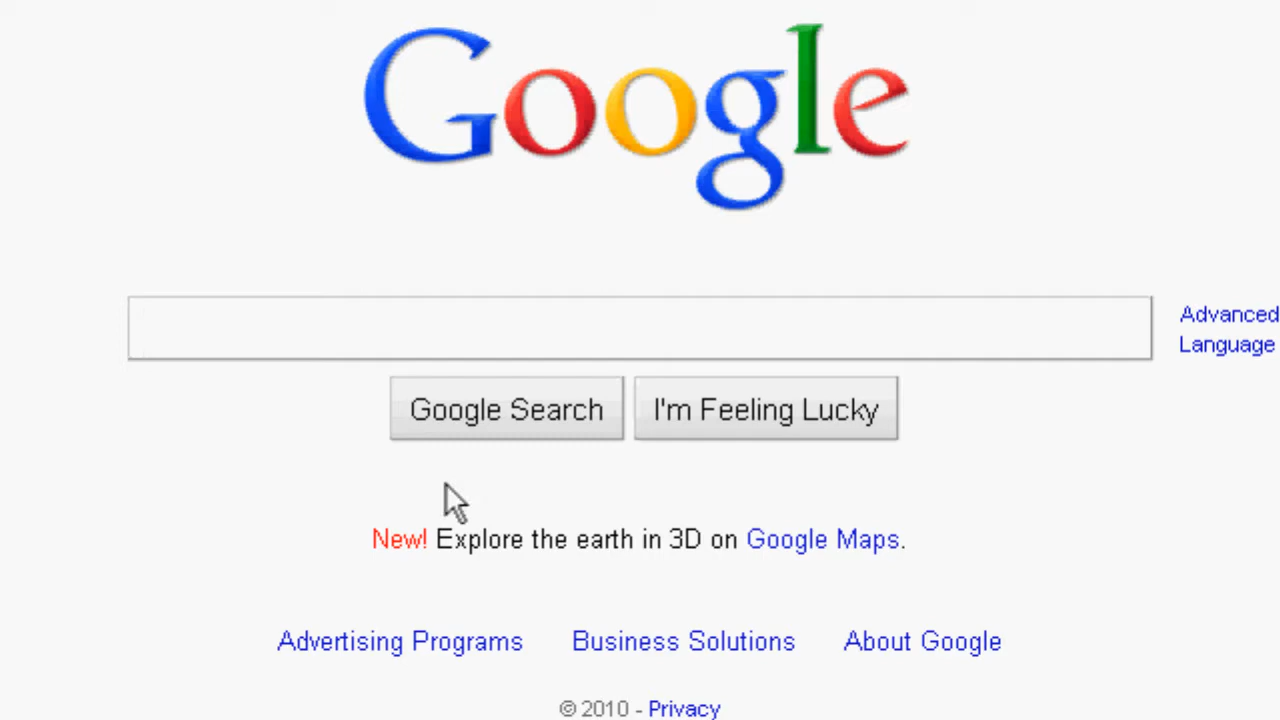 Google
Advanced
Language
Google Search I'm Feeling Lucky
New! Explore the earth in 3D on Google Maps.
Advertising Programs Business Solutions About Google
© 2010 - Privacy